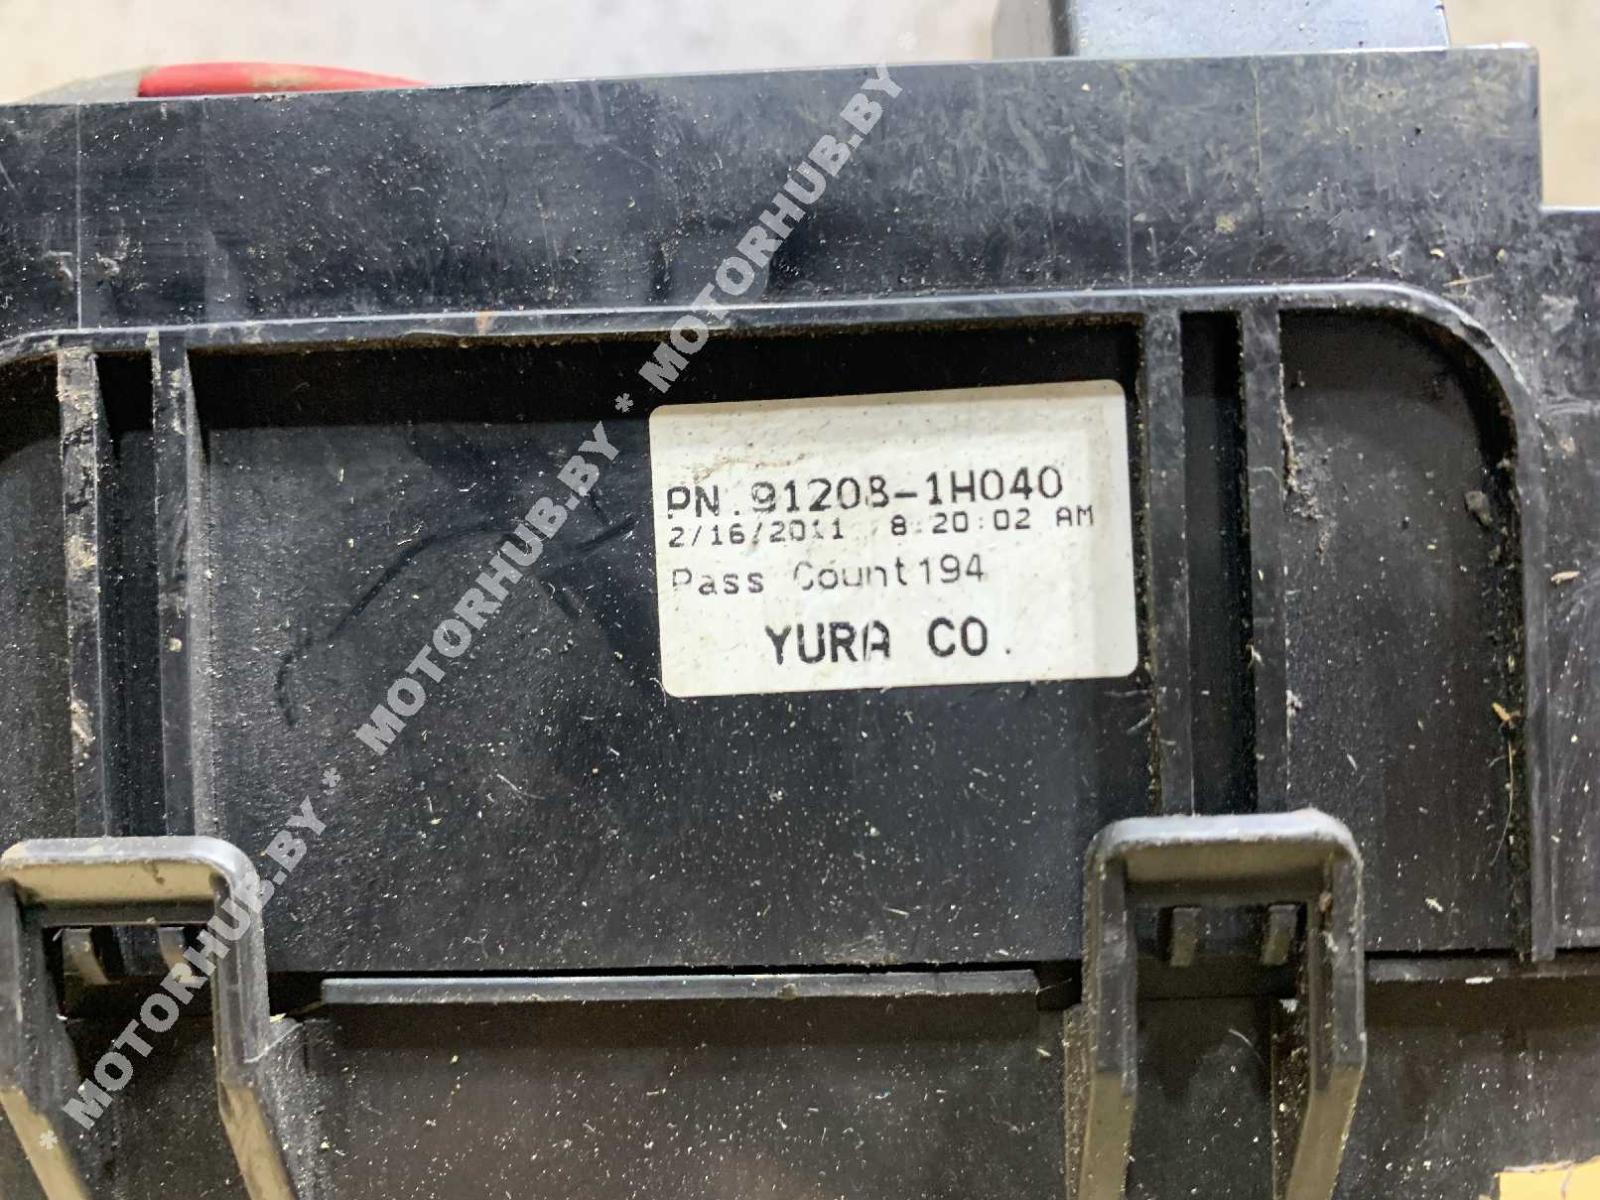 PN.91208-1H040
2/16/2011 8:20:02 AM
Pass Count194
YURA CO.
* MOTORHUB.BY * MOTORHUB.BY * MOTORHUB.BY * MOTORHUB.BY *